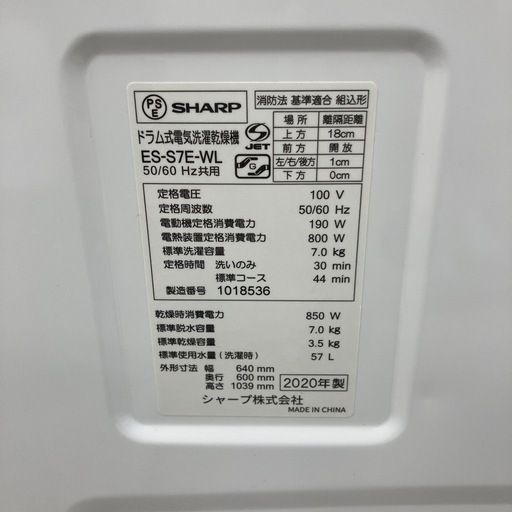 PSE SHARP
ドラム式電気洗濯乾燥機
ES-S7E-WL
50/60 Hz共用
S-JET
消防法 基準適合 組込形
場所 離隔距離
上方 18cm
前方 開放
左/右/後方 1cm
下方 0cm
定格電圧 100 V
定格周波数 50/60 Hz
電動機定格消費電力 190 W
電熱装置定格消費電力 800 W
標準洗濯容量 7.0 kg
定格時間 洗いのみ 30 min
標準コース 44 min
製造番号 1018536
乾燥時消費電力 850 W
標準脱水容量 7.0 kg
標準乾燥容量 3.5 kg
標準使用水量(洗濯時) 57 L
外形寸法 幅 640 mm
奥行 600 mm
高さ 1039 mm
2020年製
シャープ株式会社
MADE IN CHINA